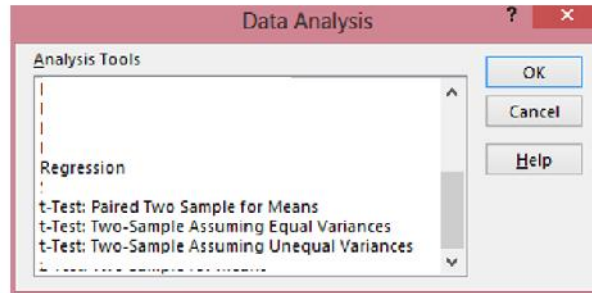 Data Analysis
?
Analysis Tools
OK
Cancel
Help
Regression
t-Test: Paired Two Sample for Means
t-Test: Two-Sample Assuming Equal Variances
t-Test: Two-Sample Assuming Unequal Variances